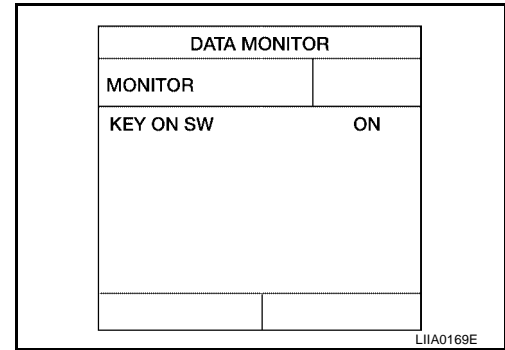 DATA MONITOR
MONITOR
KEY ON SW ON
LIIA0169E